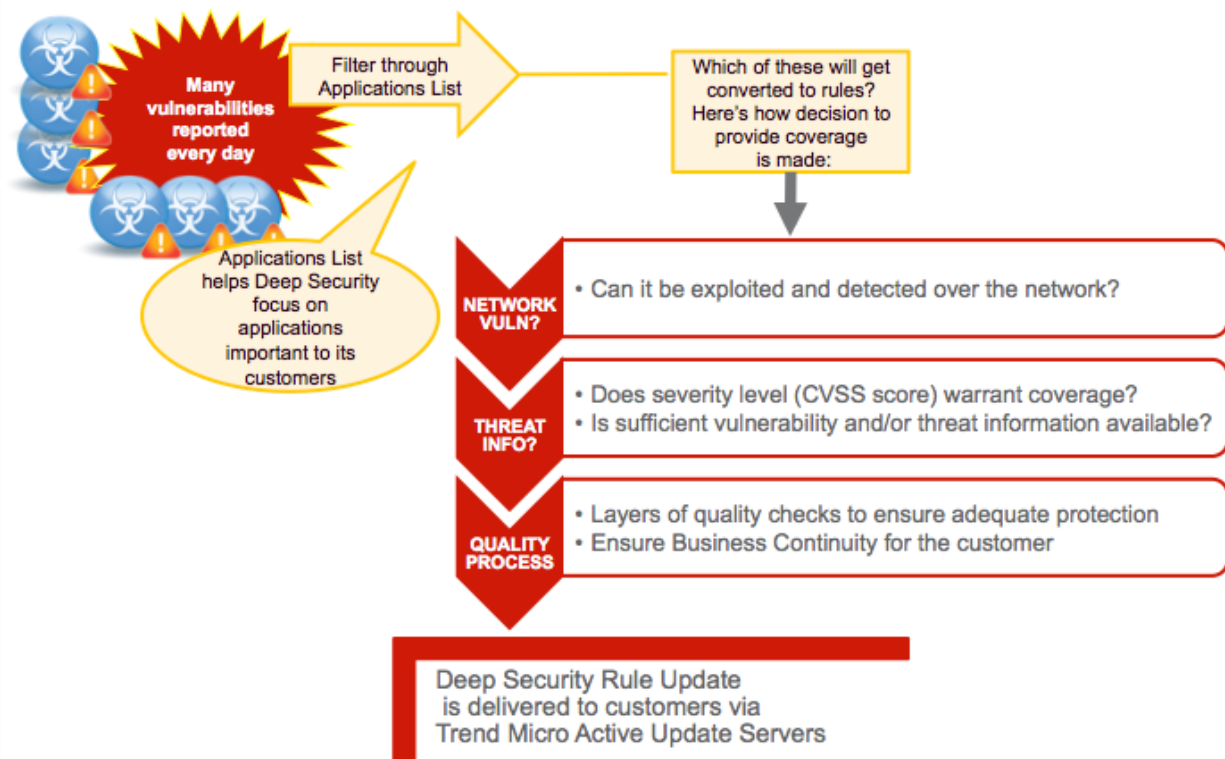 Many
vulnerabilities
reported
every day
Filter through
Applications List
Which of these will get
converted to rules?
Here's how decision to
provide coverage
is made:
Applications List
helps Deep Security
focus on
applications
important to its
customers
NETWORK
VULN?
• Can it be exploited and detected over the network?
THREAT
INFO?
• Does severity level (CVSS score) warrant coverage?
• Is sufficient vulnerability and/or threat information available?
QUALITY
PROCESS
• Layers of quality checks to ensure adequate protection
• Ensure Business Continuity for the customer
Deep Security Rule Update
is delivered to customers via
Trend Micro Active Update Servers